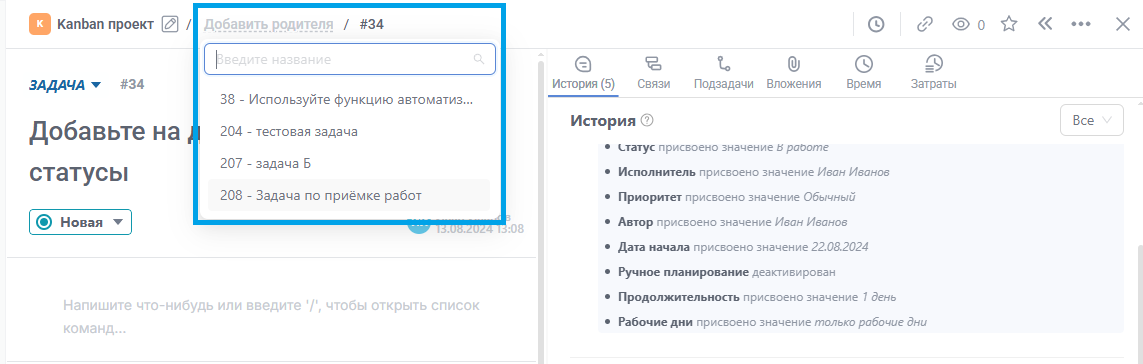 K Kanban проект / Добавить родителя / #34
0
Введите название
38 - Используйте функцию автоматиз...
204 - тестовая задача
207 - задача Б
208 - Задача по приёмке работ
ЗАДАЧА #34
Добавьте на д
статусы
Новая
13.08.2024 13:08
Напишите что-нибудь или введите '/', чтобы открыть список
команд...
История (5) Связи Подзадачи Вложения Время Затраты
История ? Все
Статус присвоено значение В работе
Исполнитель присвоено значение Иван Иванов
Приоритет присвоено значение Обычный
Автор присвоено значение Иван Иванов
Дата начала присвоено значение 22.08.2024
Ручное планирование деактивирован
Продолжительность присвоено значение 1 день
Рабочие дни присвоено значение только рабочие дни